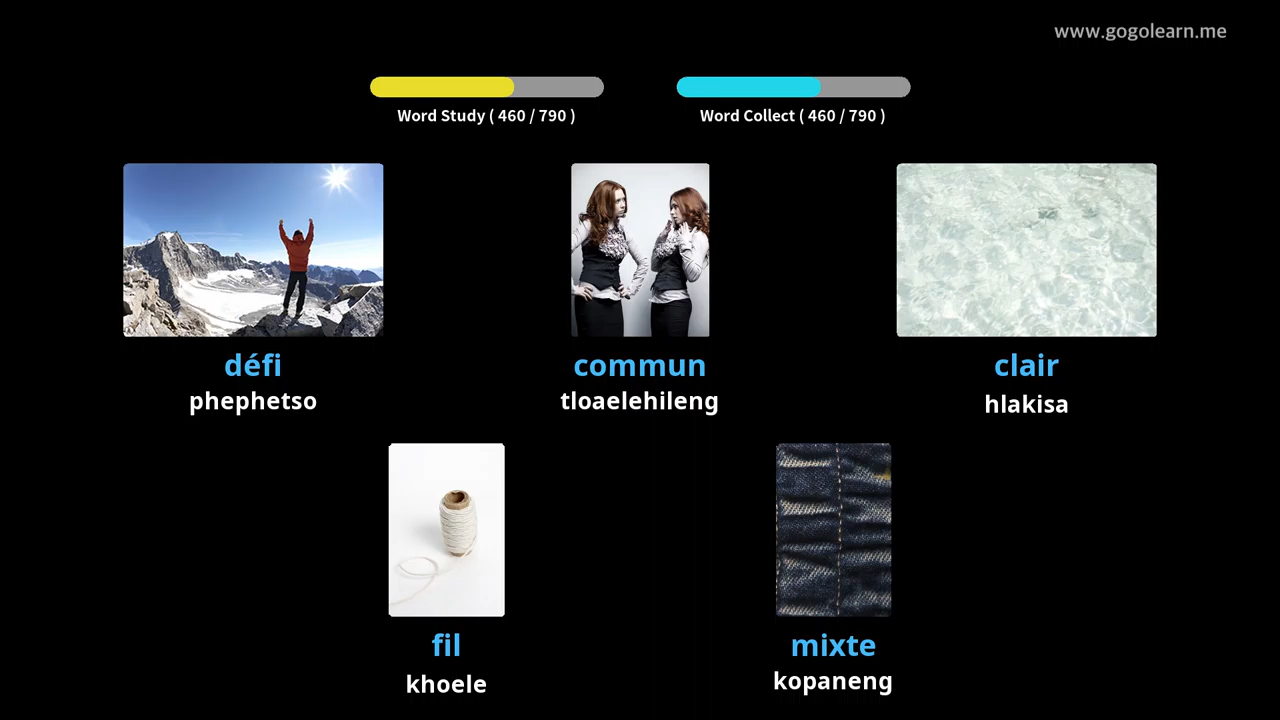 www.gogolearn.me
Word Study ( 460 / 790 )
Word Collect ( 460 / 790 )
défi
phephetso
commun
tloaelehileng
clair
hlakisa
fil
khoele
mixte
kopaneng